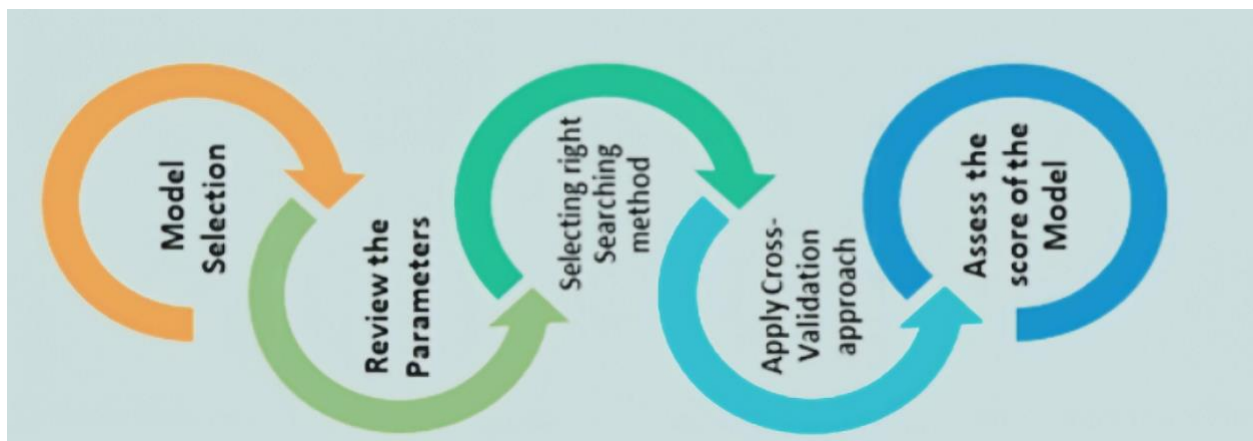 Model
Selection
Review the
Parameters
Selecting right
Searching
method
Apply Cross-
Validation
approach
Assess the
score of the
Model